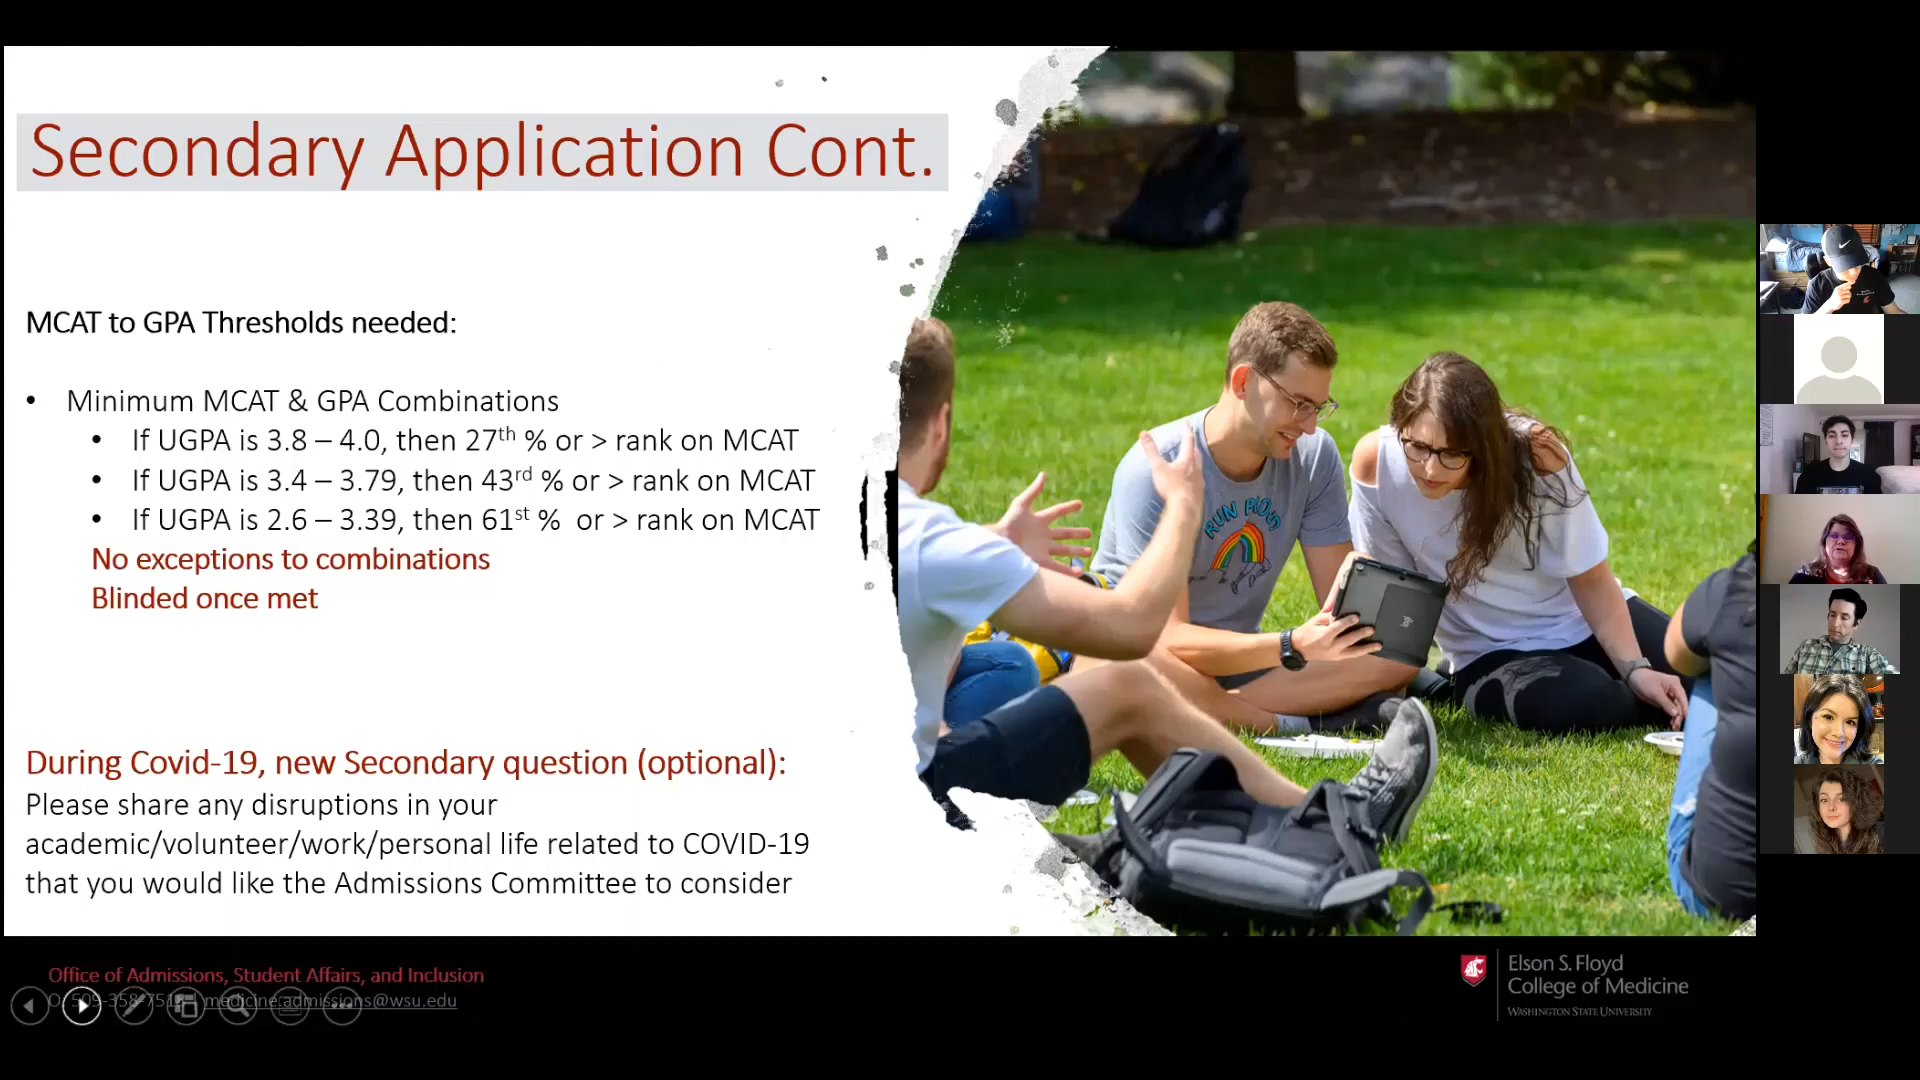 Secondary Application Cont.
MCAT to GPA Thresholds needed:
• Minimum MCAT & GPA Combinations
• If UGPA is 3.8 – 4.0, then 27th % or > rank on MCAT
• If UGPA is 3.4 – 3.79, then 43rd % or > rank on MCAT
• If UGPA is 2.6 – 3.39, then 61st % or > rank on MCAT
No exceptions to combinations
Blinded once met
During Covid-19, new Secondary question (optional):
Please share any disruptions in your
academic/volunteer/work/personal life related to COVID-19
that you would like the Admissions Committee to consider
RUN PROUD
Office of Admissions, Student Affairs, and Inclusion
medicine.admissions@wsu.edu
Elson S. Floyd
College of Medicine
WASHINGTON STATE UNIVERSITY